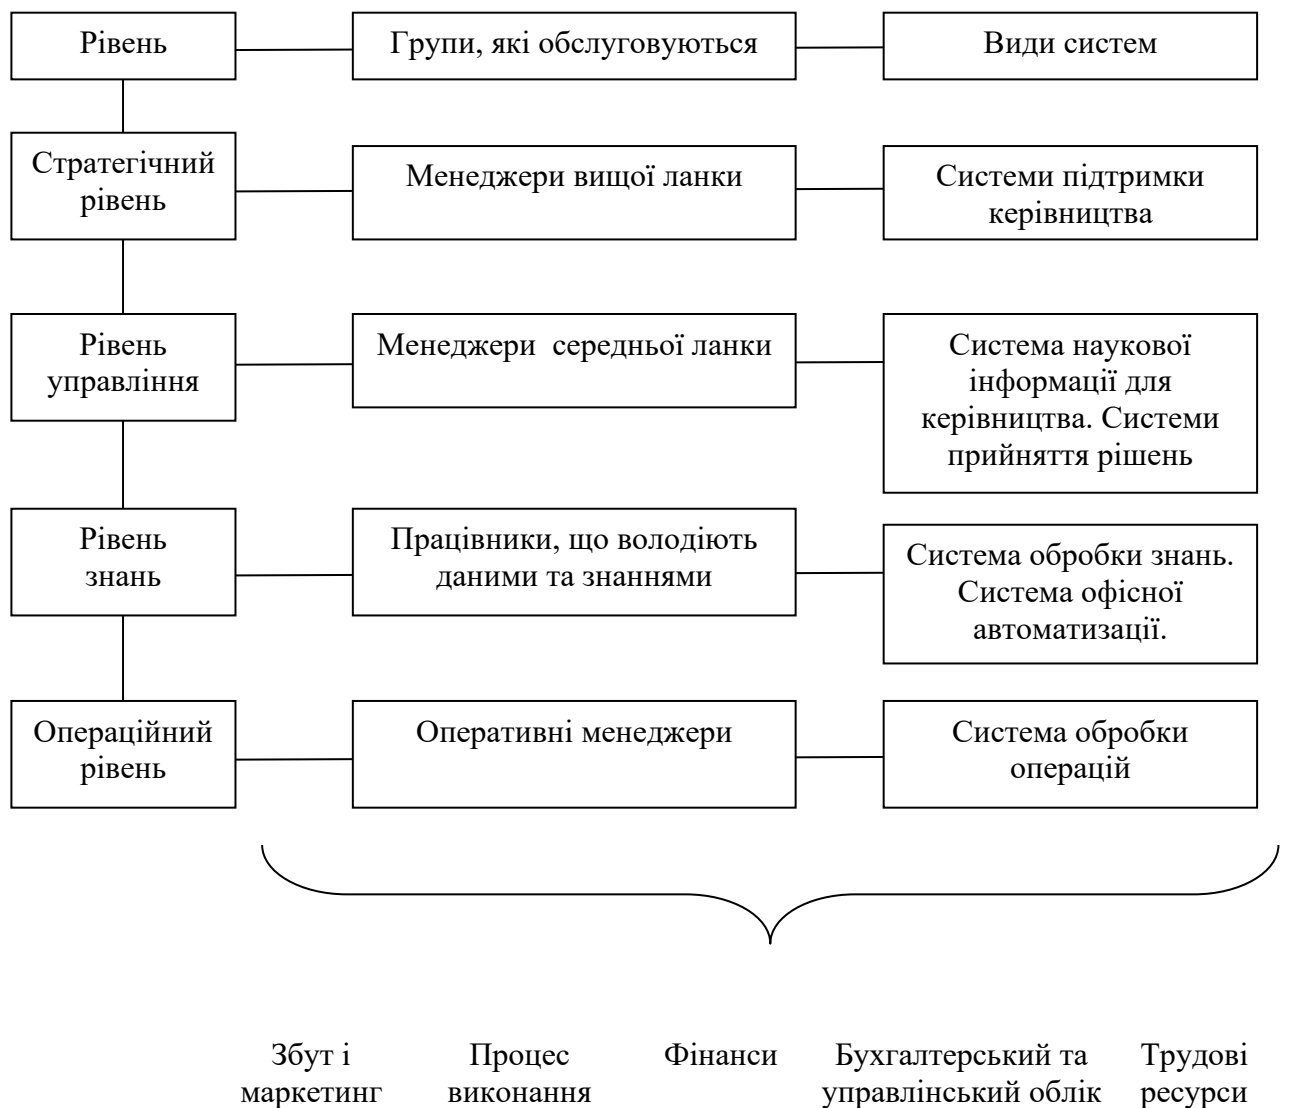 Рівень
Групи, які обслуговуються
Види систем
Стратегічний
рівень
Менеджери вищої ланки
Системи підтримки
керівництва
Рівень
управління
Менеджери  середньої ланки
Система наукової
інформації для
керівництва. Системи
прийняття рішень
Рівень
знань
Працівники, що володіють
даними та знаннями
Система обробки знань.
Система офісної
автоматизації.
Операційний
рівень
Оперативні менеджери
Система обробки
операцій
Збут і
маркетинг
Процес
виконання
Фінанси
Бухгалтерський та
управлінський облік
Трудові
ресурси